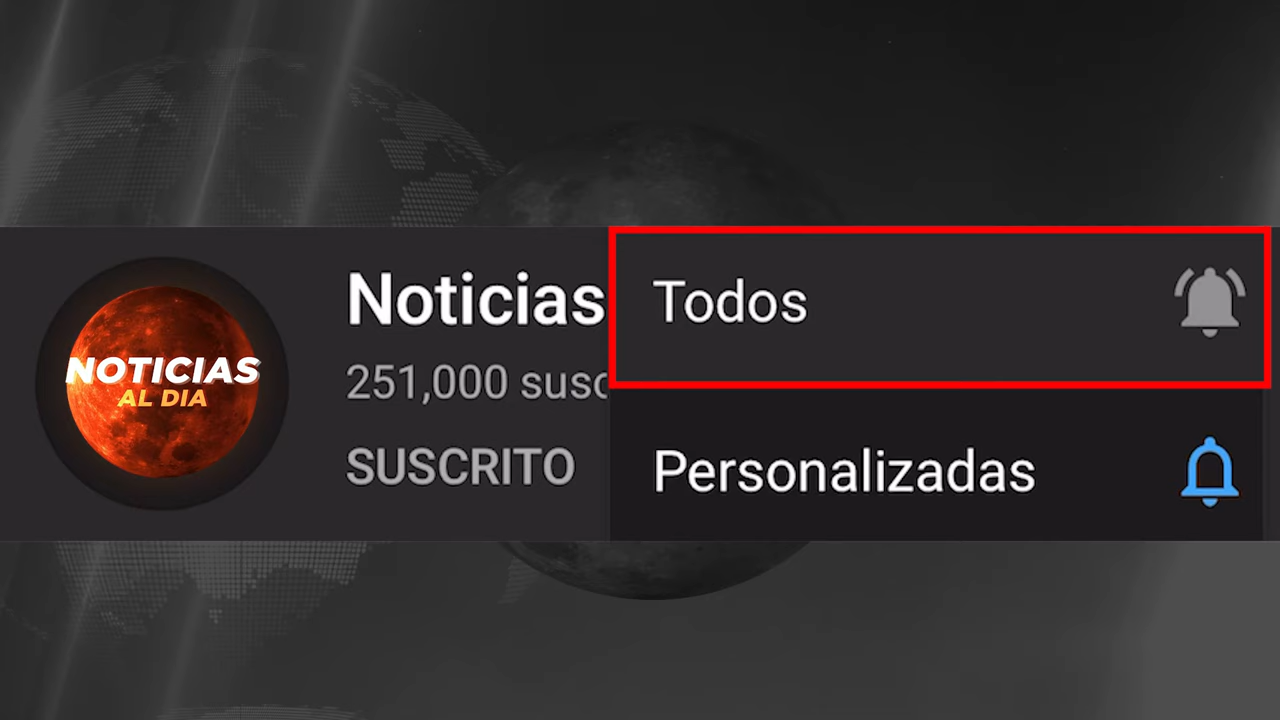 NOTICIAS
AL DIA
Noticias
251,000 susc
SUSCRITO
Todos
Personalizadas